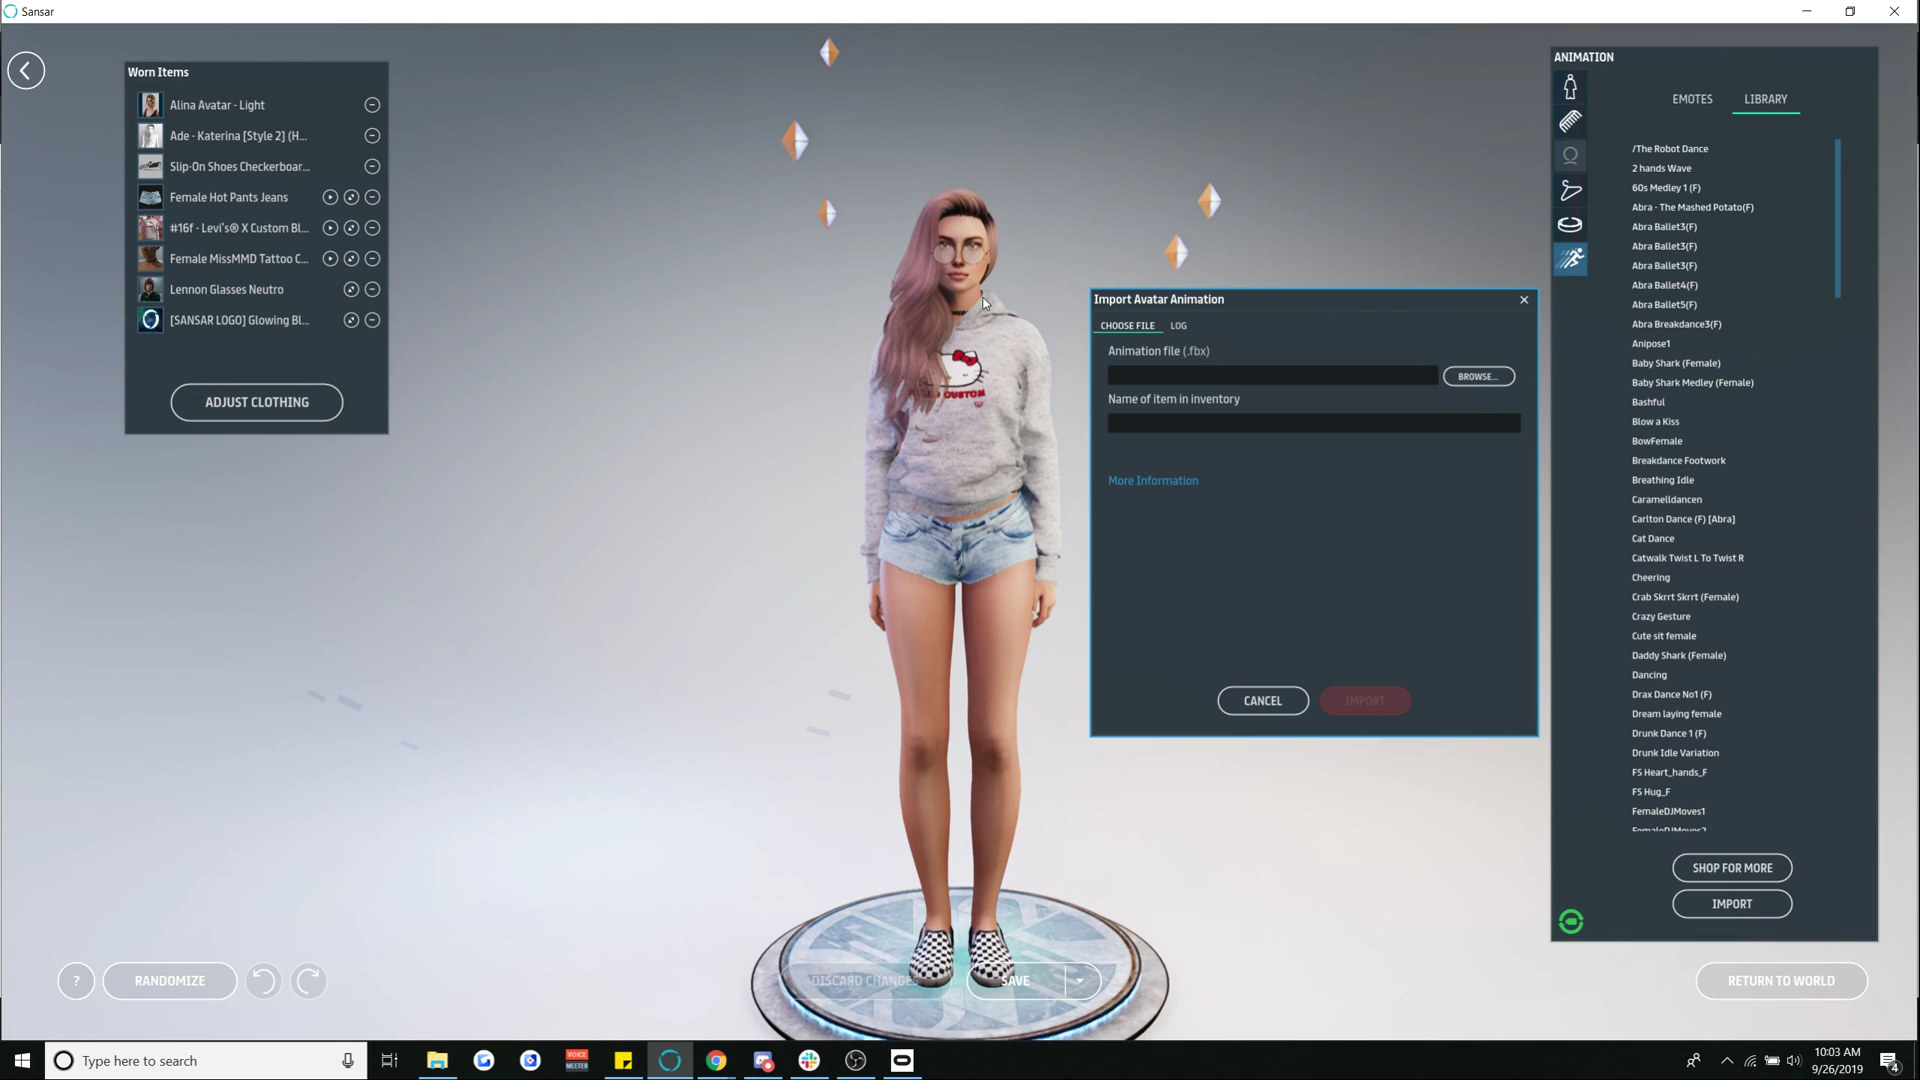 Sansar
Worn Items
Alina Avatar - Light
Ade - Katerina [Style 2] (H...
Slip-On Shoes Checkerboar...
Female Hot Pants Jeans
#16f - Levi's® X Custom Bl...
Female MissMMD Tattoo C...
Lennon Glasses Neutro
[SANSAR LOGO] Glowing Bl...
ADJUST CLOTHING
CUSTOM
Import Avatar Animation
CHOOSE FILE LOG
Animation file (.fbx)
BROWSE...
Name of item in inventory
More Information
CANCEL IMPORT
ANIMATION
EMOTES LIBRARY
/The Robot Dance
2 hands Wave
60s Medley 1 (F)
Abra - The Mashed Potato(F)
Abra Ballet3(F)
Abra Ballet3(F)
Abra Ballet3(F)
Abra Ballet4(F)
Abra Ballet5(F)
Abra Breakdance3(F)
Anipose1
Baby Shark (Female)
Baby Shark Medley (Female)
Bashful
Blow a Kiss
BowFemale
Breakdance Footwork
Breathing Idle
Caramelldancen
Carlton Dance (F) [Abra]
Cat Dance
Catwalk Twist L To Twist R
Cheering
Crab Skrrt Skrrt (Female)
Crazy Gesture
Cute sit female
Daddy Shark (Female)
Dancing
Drax Dance No1 (F)
Dream laying female
Drunk Dance 1 (F)
Drunk Idle Variation
FS Heart_hands_F
FS Hug_F
FemaleDJMoves1
FemaleDJMoves2
SHOP FOR MORE
IMPORT
? RANDOMIZE
DISCARD CHANGES
SAVE
RETURN TO WORLD
Type here to search
VOICE
MEETER
10:03 AM
9/26/2019
4